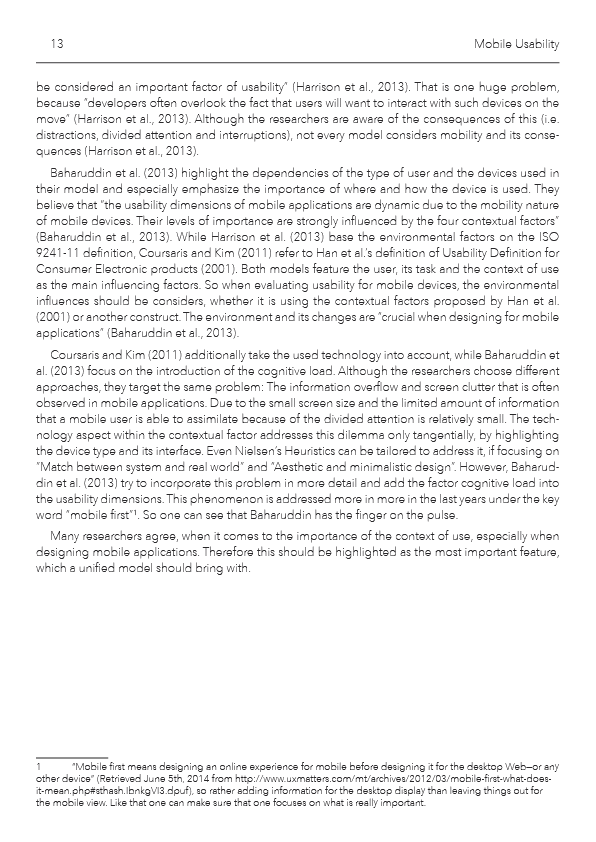 13 Mobile Usability
be considered an important factor of usability” (Harrison et al., 2013). That is one huge problem,
because “developers often overlook the fact that users will want to interact with such devices on the
move” (Harrison et al., 2013). Although the researchers are aware of the consequences of this (i.e.
distractions, divided attention and interruptions), not every model considers mobility and its conse-
quences (Harrison et al., 2013).
Baharuddin et al. (2013) highlight the dependencies of the type of user and the devices used in
their model and especially emphasize the importance of where and how the device is used. They
believe that “the usability dimensions of mobile applications are dynamic due to the mobility nature
of mobile devices. Their levels of importance are strongly influenced by the four contextual factors”
(Baharuddin et al., 2013). While Harrison et al. (2013) base the environmental factors on the ISO
9241-11 definition, Coursaris and Kim (2011) refer to Han et al.’s definition of Usability Definition for
Consumer Electronic products (2001). Both models feature the user, its task and the context of use
as the main influencing factors. So when evaluating usability for mobile devices, the environmental
influences should be considers, whether it is using the contextual factors proposed by Han et al.
(2001) or another construct. The environment and its changes are “crucial when designing for mobile
applications” (Baharuddin et al., 2013).
Coursaris and Kim (2011) additionally take the used technology into account, while Baharuddin et
al. (2013) focus on the introduction of the cognitive load. Although the researchers choose different
approaches, they target the same problem: The information overflow and screen clutter that is often
observed in mobile applications. Due to the small screen size and the limited amount of information
that a mobile user is able to assimilate because of the divided attention is relatively small. The tech-
nology aspect within the contextual factor addresses this dilemma only tangentially, by highlighting
the device type and its interface. Even Nielsen’s Heuristics can be tailored to address it, if focusing on
“Match between system and real world” and “Aesthetic and minimalistic design”. However, Baharud-
din et al. (2013) try to incorporate this problem in more detail and add the factor cognitive load into
the usability dimensions. This phenomenon is addressed more in more in the last years under the key
word “mobile first”¹. So one can see that Baharuddin has the finger on the pulse.
Many researchers agree, when it comes to the importance of the context of use, especially when
designing mobile applications. Therefore this should be highlighted as the most important feature,
which a unified model should bring with.
1 “Mobile first means designing an online experience for mobile before designing it for the desktop Web—or any
other device” (Retrieved June 5th, 2014 from http://www.uxmatters.com/mt/archives/2012/03/mobile-first-what-does-
it-mean.php#sthash.IbnkgVI3.dpuf), so rather adding information for the desktop display than leaving things out for
the mobile view. Like that one can make sure that one focuses on what is really important.